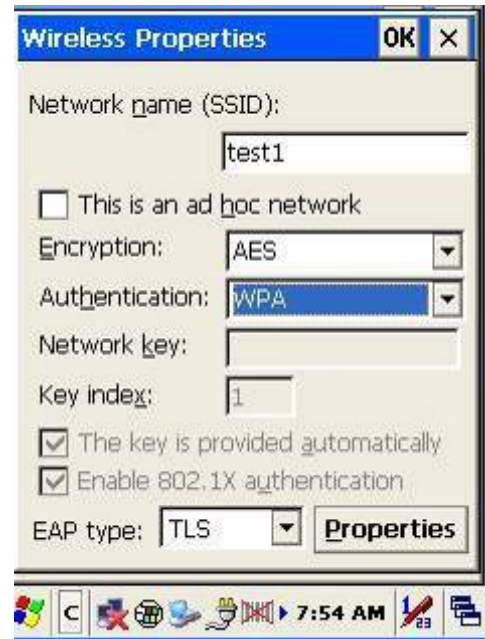 Wireless Properties OK ×
Network name (SSID):
test1
This is an ad hoc network
Encryption: AES
Authentication: WPA
Network key:
Key index: 1
The key is provided automatically
Enable 802.1X authentication
EAP type: TLS Properties
C 7:54 AM 23